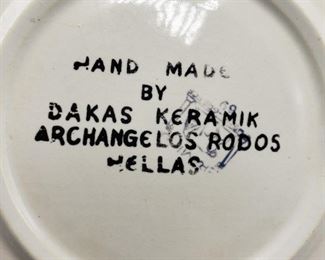 HAND MADE
BY
DAKAS KERAMIK
ARCHANGELOS RODOS
HELLAS